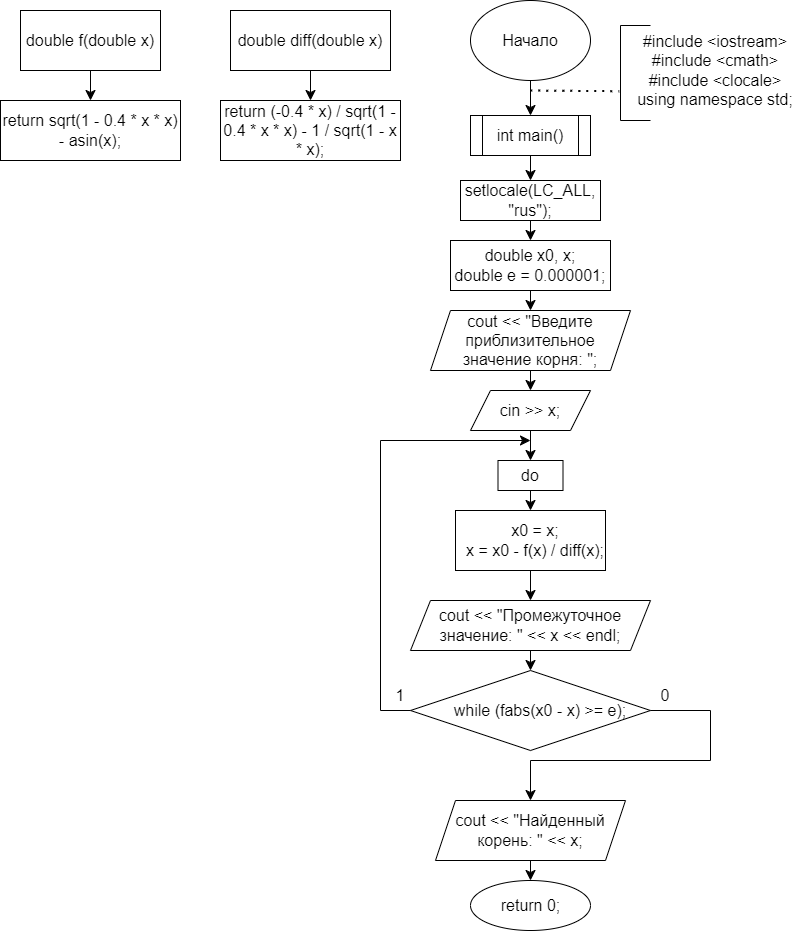 double f(double x)
return sqrt(1 - 0.4 * x * x)
- asin(x);
double diff(double x)
return (-0.4 * x) / sqrt(1 -
0.4 * x * x) - 1 / sqrt(1 - x
* x);
Начало
#include <iostream>
#include <cmath>
#include <clocale>
using namespace std;
int main()
setlocale(LC_ALL,
"rus");
double x0, x;
double e = 0.000001;
cout << "Введите
приблизительное
значение корня: ";
cin >> x;
do
x0 = x;
x = x0 - f(x) / diff(x);
cout << "Промежуточное
значение: " << x << endl;
1
while (fabs(x0 - x) >= e);
0
cout << "Найденный
корень: " << x;
return 0;